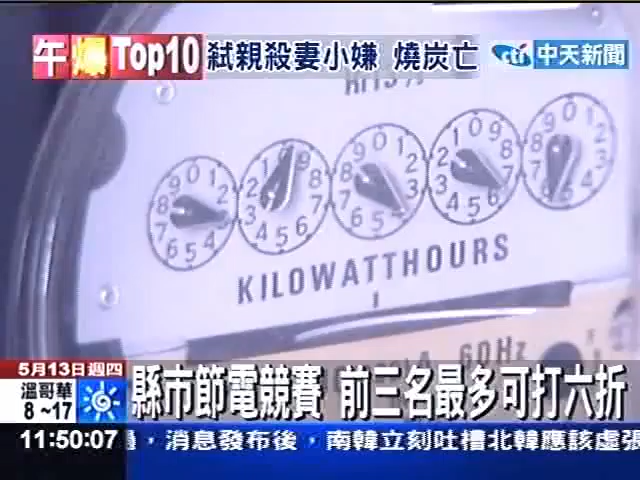 午爆Top10 弒親殺妻小嫌 燒炭亡 cti 中天新聞
KILOWATTHOURS
60Hz
5月13日週四
溫哥華
8~17
縣市節電競賽 前三名最多可打六折
11:50:07 ，消息發布後，南韓立刻吐槽北韓應該虛張